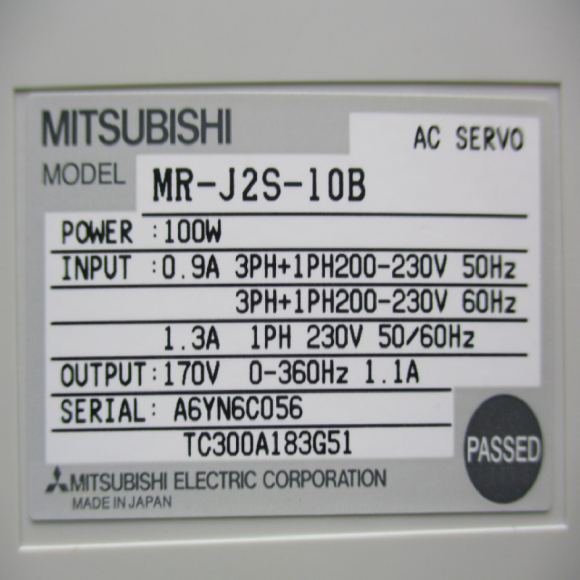 MITSUBISHI
AC SERVO
MODEL MR-J2S-10B
POWER :100W
INPUT :0.9A 3PH+1PH200-230V 50Hz
3PH+1PH200-230V 60Hz
1.3A 1PH 230V 50/60Hz
OUTPUT:170V 0-360Hz 1.1A
SERIAL: A6YN6C056
TC300A183G51
PASSED
MITSUBISHI ELECTRIC CORPORATION
MADE IN JAPAN